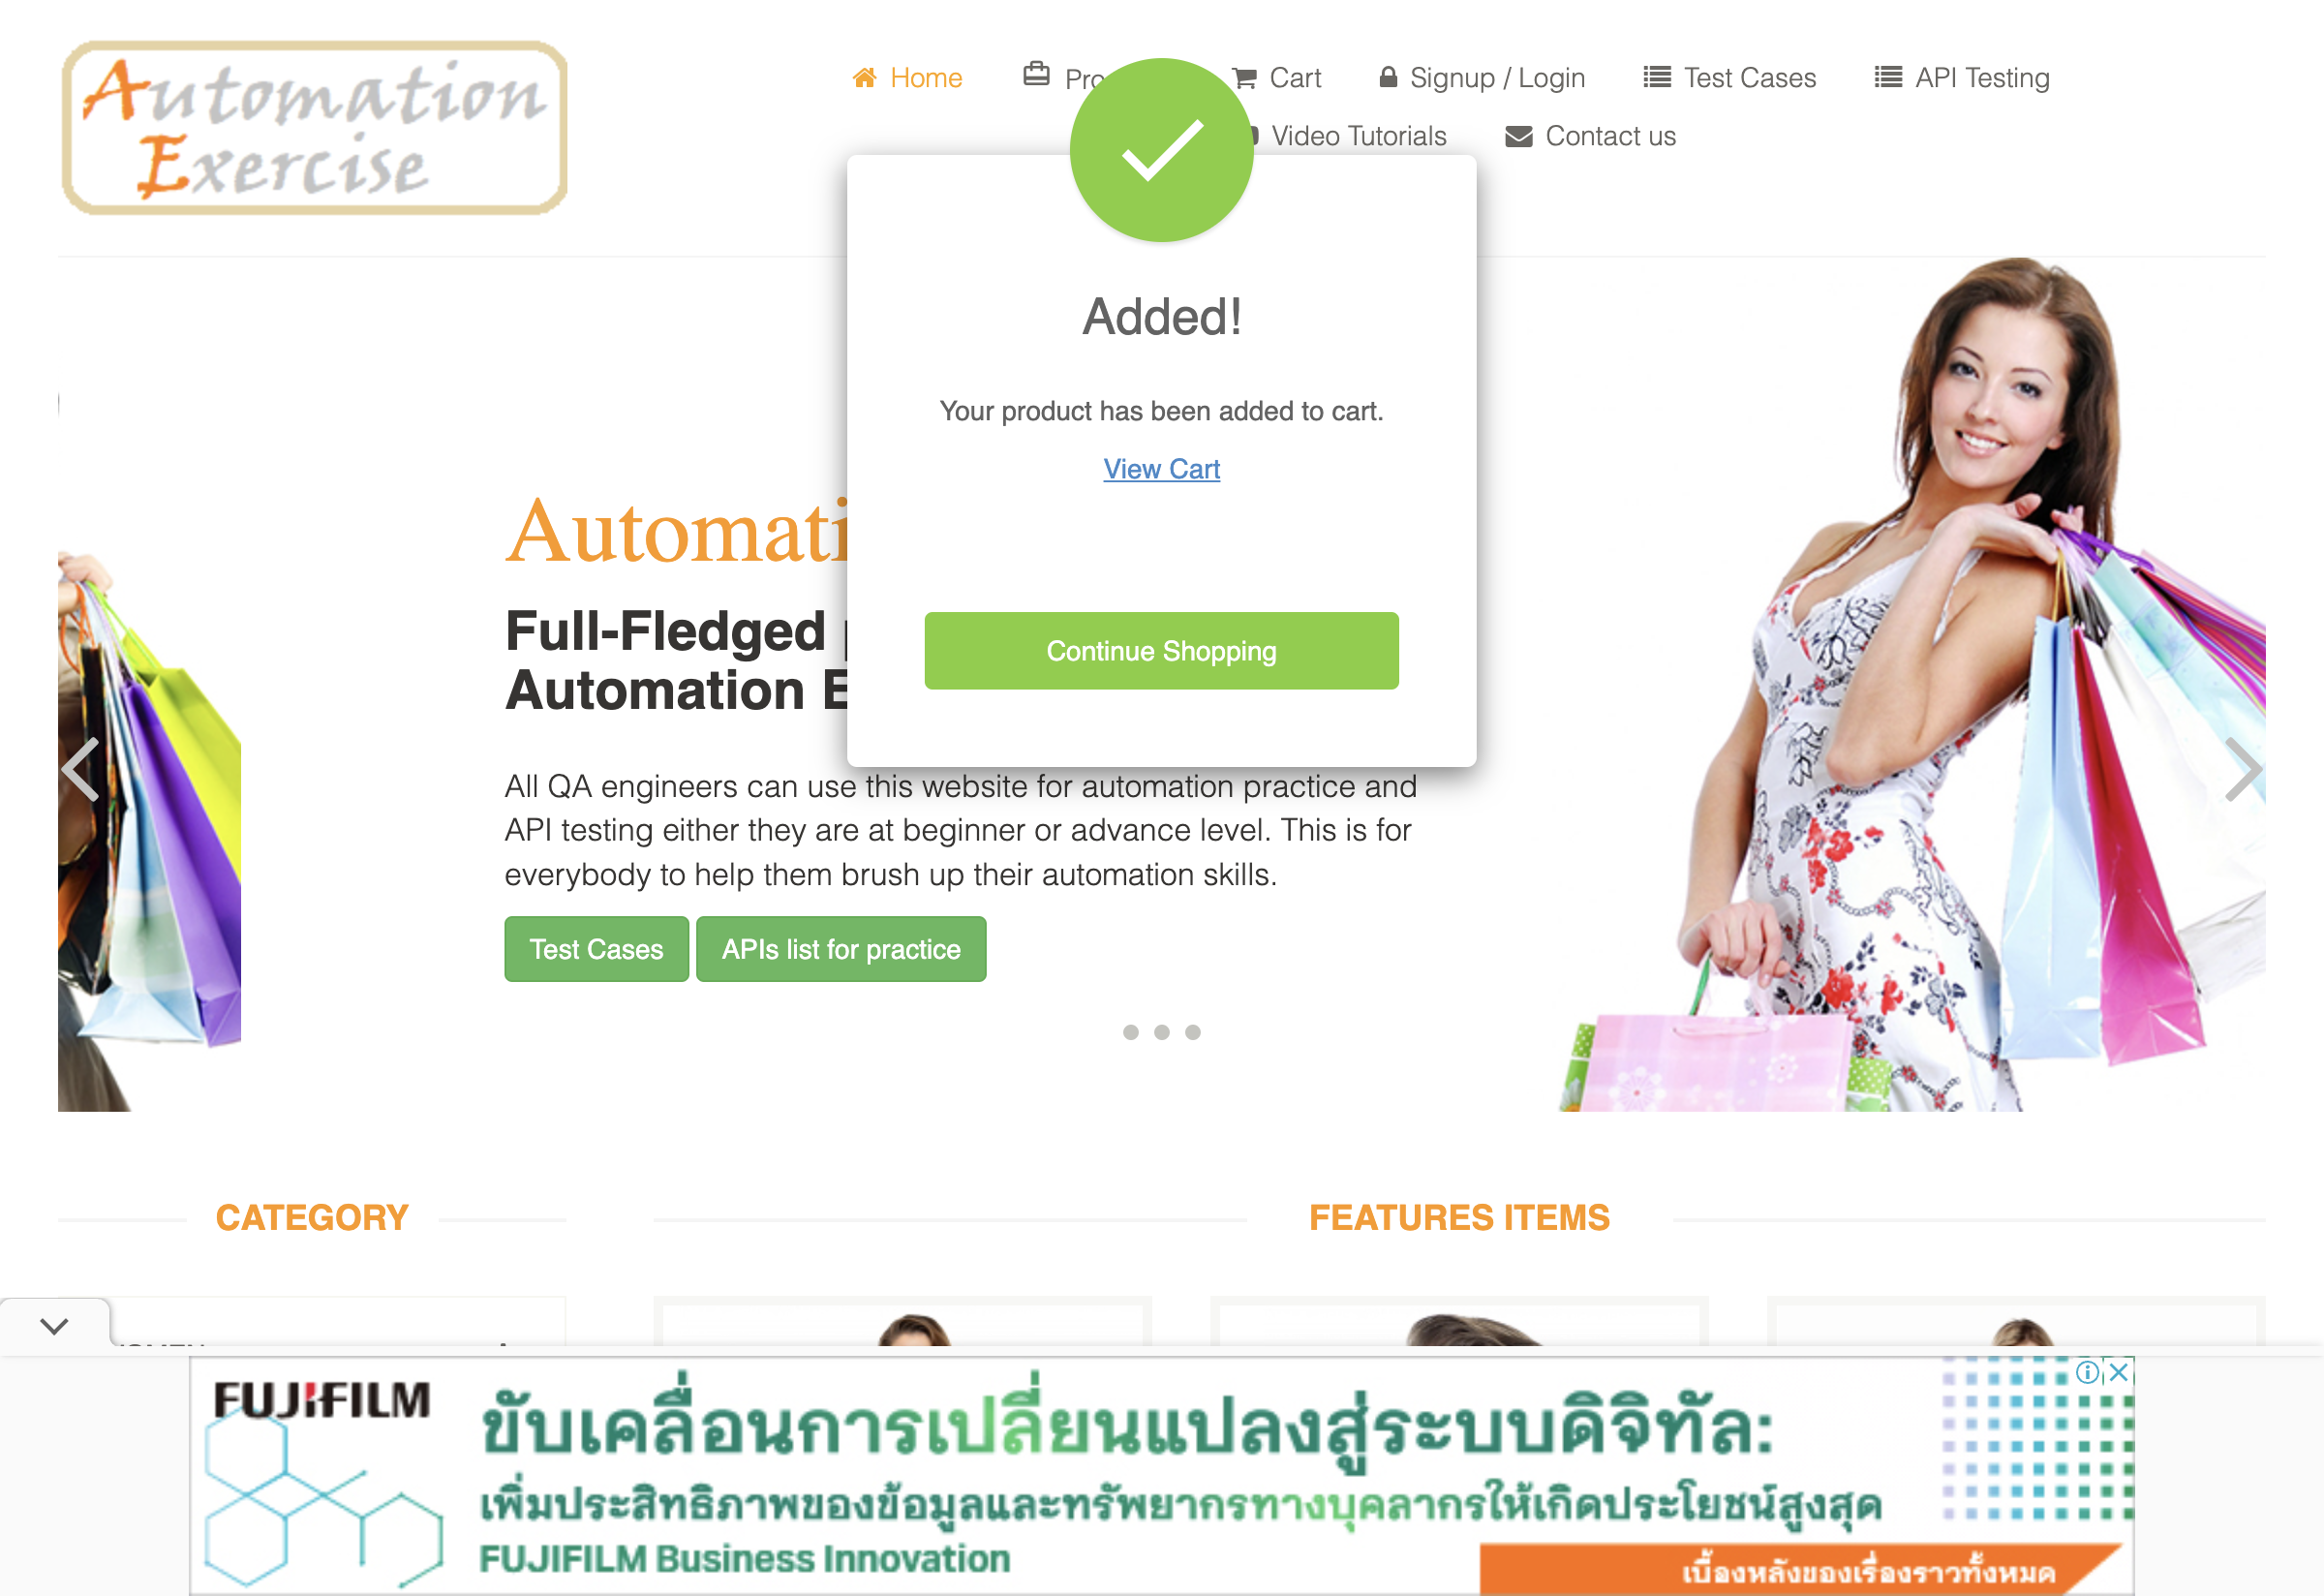 Automation
Exercise
Home
Cart
Signup / Login
Test Cases
API Testing
Video Tutorials
Contact us
Added!
Your product has been added to cart.
View Cart
Continue Shopping
Full-Fledged
Automation
All QA engineers can use this website for automation practice and
API testing either they are at beginner or advance level. This is for
everybody to help them brush up their automation skills.
Test Cases
APIs list for practice
CATEGORY
FEATURES ITEMS
FUJIFILM
ขับเคลื่อนการเปลี่ยนแปลงสู่ระบบดิจิทัล:
เพิ่มประสิทธิภาพของข้อมูลและทรัพยากรทางบุคลากรให้เกิดประโยชน์สูงสุด
FUJIFILM Business Innovation
เบื้องหลังของเรื่องราวทั้งหมด